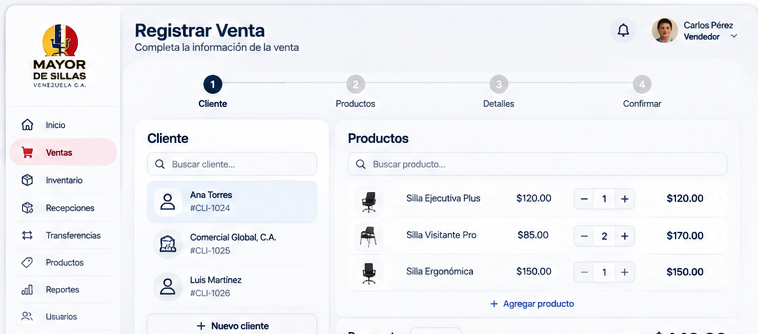 MAYOR
DE SILLAS
VENEZUELA C.A.
Inicio
Ventas
Inventario
Recepciones
Transferencias
Productos
Reportes
Usuarios
Registrar Venta
Completa la información de la venta
Carlos Pérez
Vendedor
1
2
3
4
Cliente
Productos
Detalles
Confirmar
Cliente
Buscar cliente...
Ana Torres
#CLI-1024
Comercial Global, C.A.
#CLI-1025
Luis Martínez
#CLI-1026
+ Nuevo cliente
Productos
Buscar producto...
Silla Ejecutiva Plus $120.00 − 1 + $120.00
Silla Visitante Pro $85.00 − 2 + $170.00
Silla Ergonómica $150.00 − 1 + $150.00
+ Agregar producto